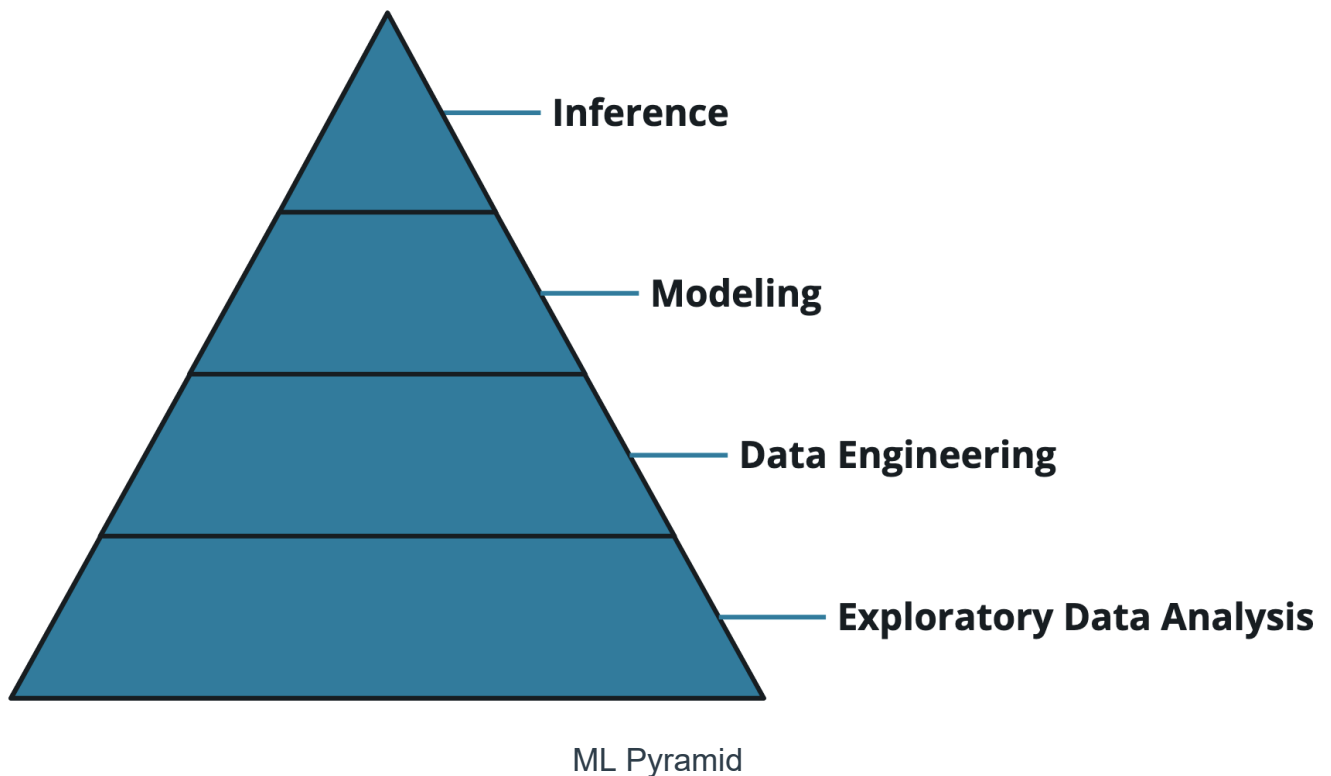 Inference
Modeling
Data Engineering
Exploratory Data Analysis
ML Pyramid